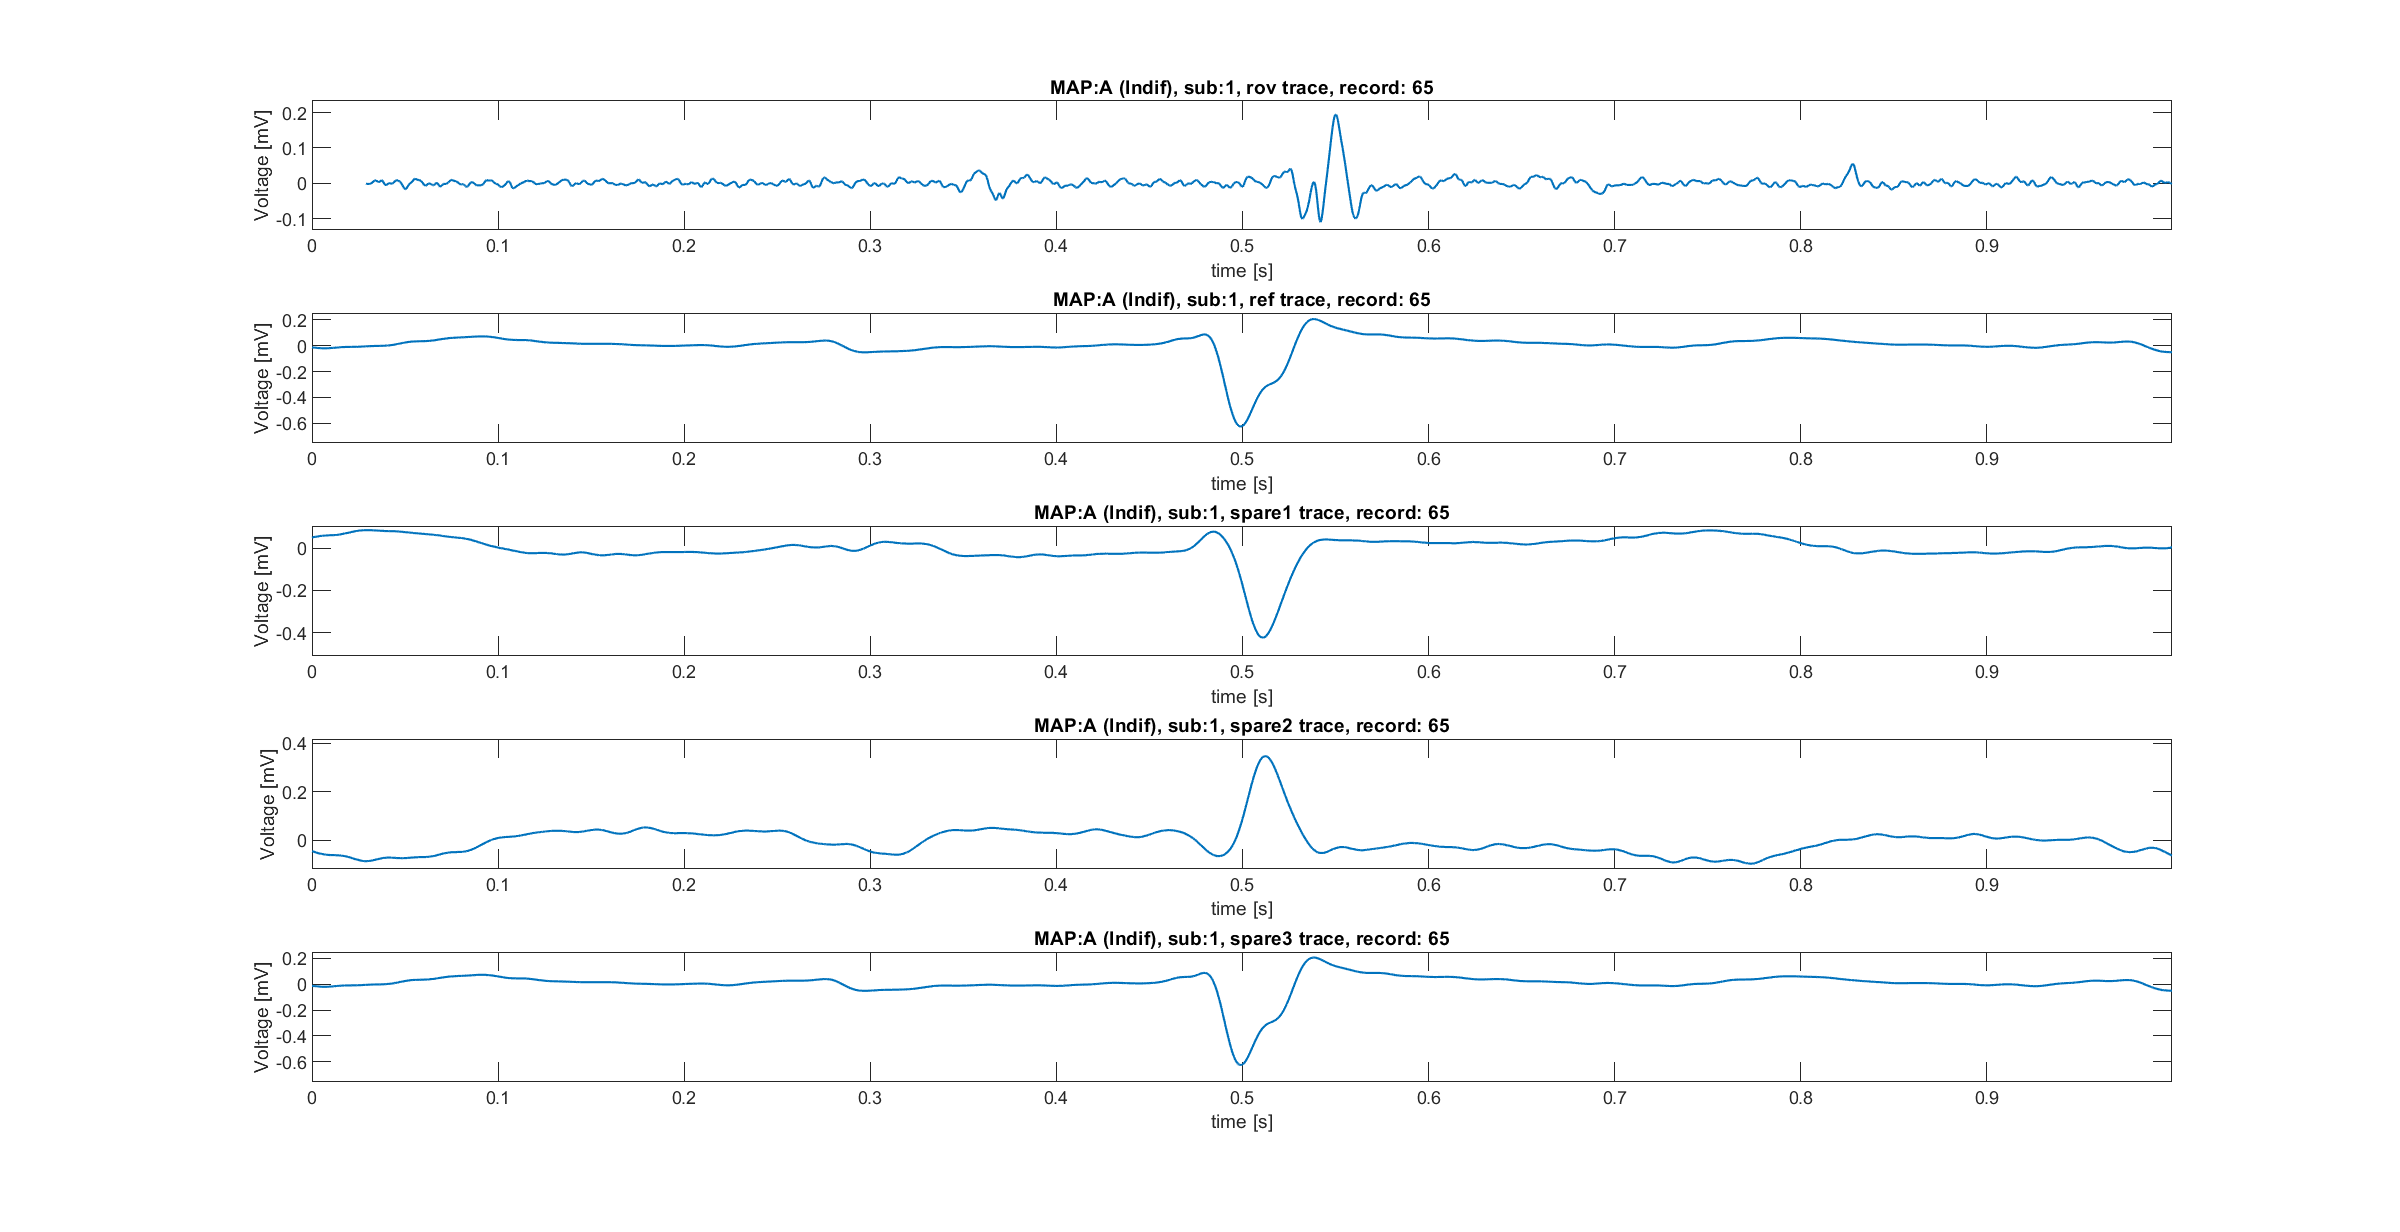 MAP:A (Indif), sub:1, rov trace, record: 65
Voltage [mV]
0.2
0.1
0
-0.1
0 0.1 0.2 0.3 0.4 0.5 0.6 0.7 0.8 0.9
time [s]
MAP:A (Indif), sub:1, ref trace, record: 65
Voltage [mV]
0.2
0
-0.2
-0.4
-0.6
0 0.1 0.2 0.3 0.4 0.5 0.6 0.7 0.8 0.9
time [s]
MAP:A (Indif), sub:1, spare1 trace, record: 65
Voltage [mV]
0
-0.2
-0.4
0 0.1 0.2 0.3 0.4 0.5 0.6 0.7 0.8 0.9
time [s]
MAP:A (Indif), sub:1, spare2 trace, record: 65
Voltage [mV]
0.4
0.2
0
0 0.1 0.2 0.3 0.4 0.5 0.6 0.7 0.8 0.9
time [s]
MAP:A (Indif), sub:1, spare3 trace, record: 65
Voltage [mV]
0.2
0
-0.2
-0.4
-0.6
0 0.1 0.2 0.3 0.4 0.5 0.6 0.7 0.8 0.9
time [s]